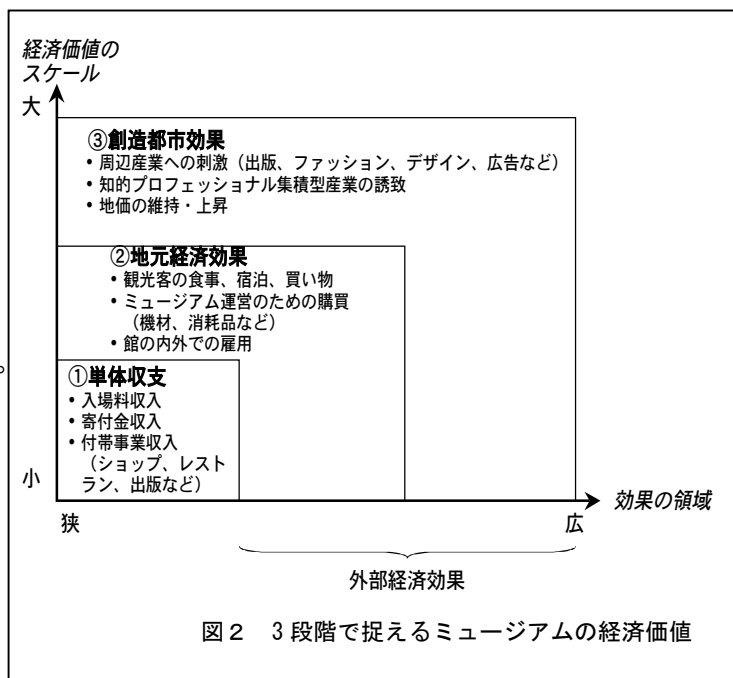 経済価値の
スケール
大
③創造都市効果
• 周辺産業への刺激（出版、ファッション、デザイン、広告など）
• 知的プロフェッショナル集積型産業の誘致
• 地価の維持・上昇
②地元経済効果
• 観光客の食事、宿泊、買い物
• ミュージアム運営のための購買
（機材、消耗品など）
• 館の内外での雇用
。
①単体収支
• 入場料収入
• 寄付金収入
• 付帯事業収入
（ショップ、レスト
ラン、出版など）
小
効果の領域
狭
広
外部経済効果
図２　３段階で捉えるミュージアムの経済価値